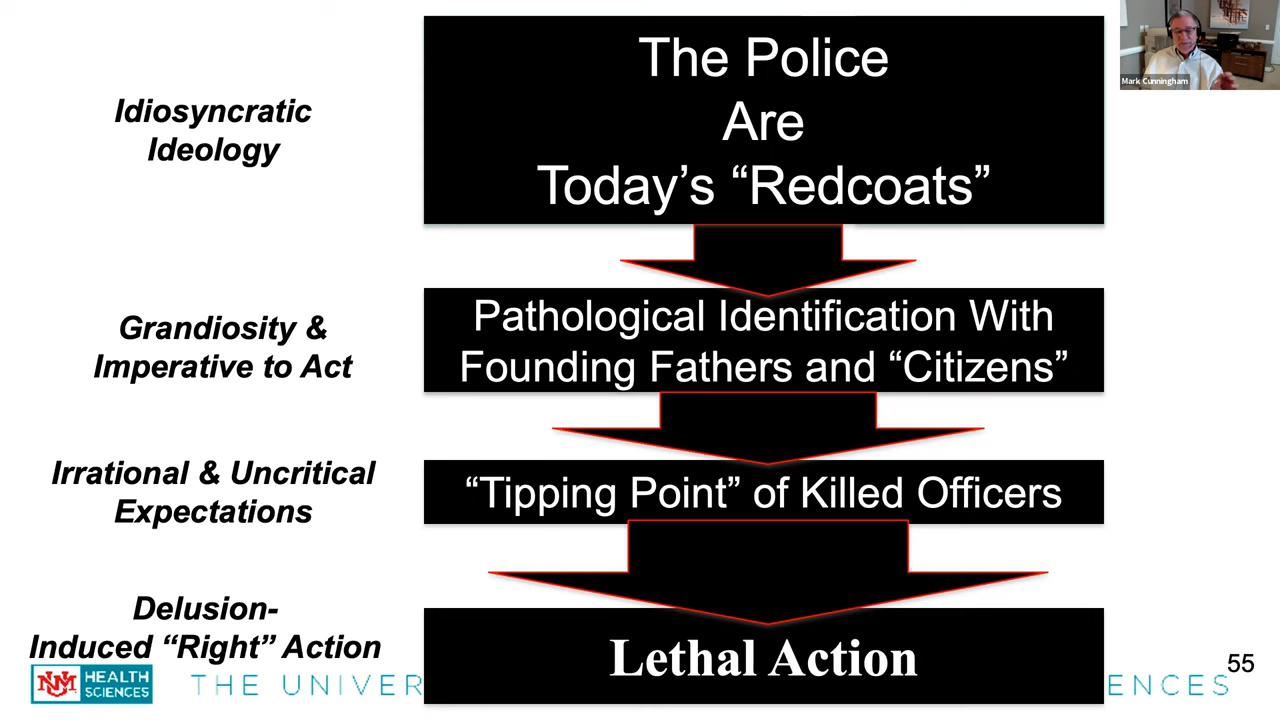 The Police
Are
Today’s “Redcoats”
Mark Cunningham
Idiosyncratic
Ideology
Grandiosity &
Imperative to Act
Pathological Identification With
Founding Fathers and “Citizens”
Irrational & Uncritical
Expectations
“Tipping Point” of Killed Officers
Delusion-
Induced “Right” Action
Lethal Action
55
UNM HEALTH
SCIENCES
THE UNIVER
ENCES